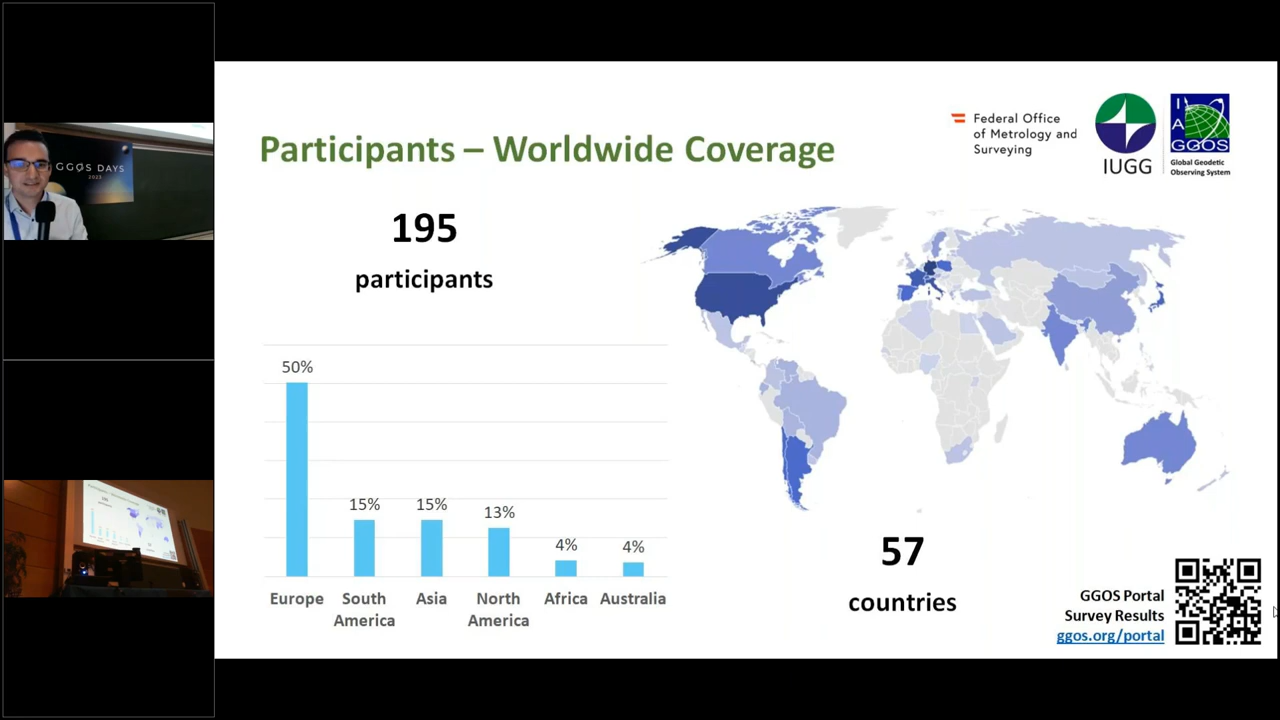 GGOS DAYS
2023
Participants – Worldwide Coverage
Federal Office
of Metrology and
Surveying
IUGG
I
A
GGOS
Global Geodetic
Observing System
195
participants
50%
15%
15%
13%
4%
4%
Europe
South
America
Asia
North
America
Africa
Australia
57
countries
GGOS Portal
Survey Results
ggos.org/portal